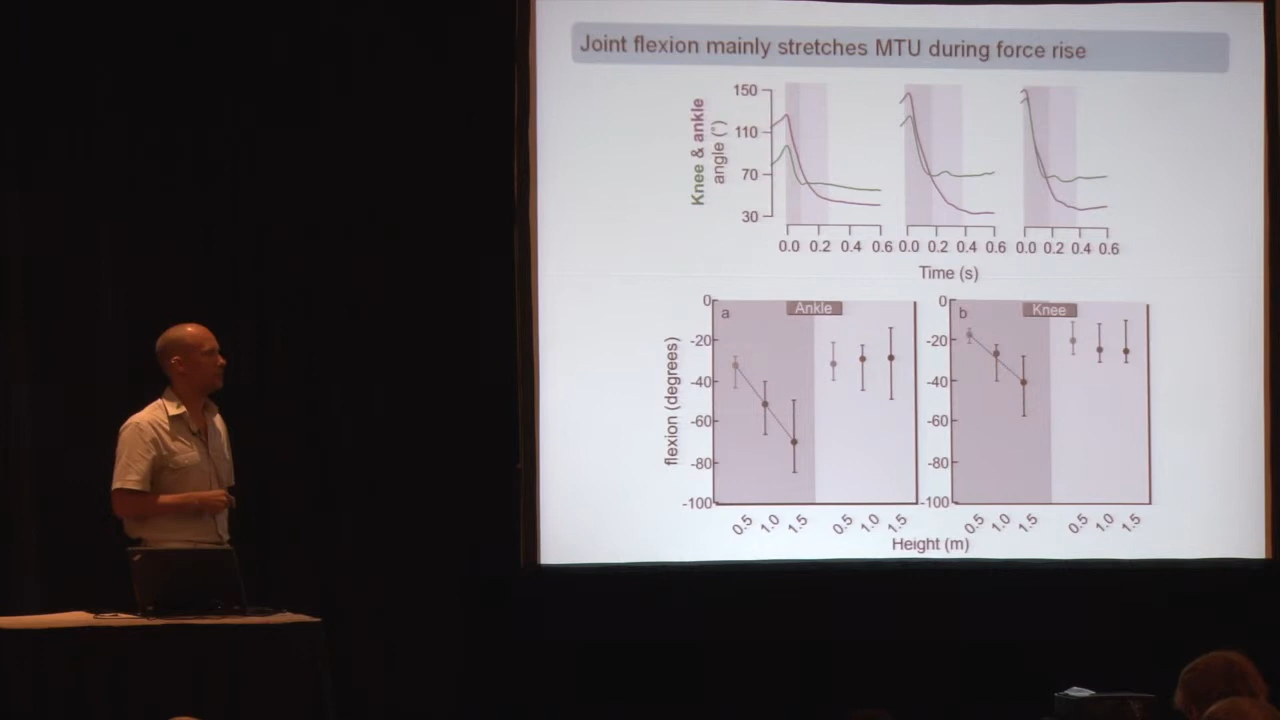 Joint flexion mainly stretches MTU during force rise
Knee & ankle
angle (°)
150
110
70
30
0.0 0.2 0.4 0.6 0.0 0.2 0.4 0.6 0.0 0.2 0.4 0.6
Time (s)
flexion (degrees)
0
-20
-40
-60
-80
-100
a
Ankle
0.5 1.0 1.5 0.5 1.0 1.5
0
-20
-40
-60
-80
-100
b
Knee
0.5 1.0 1.5 0.5 1.0 1.5
Height (m)